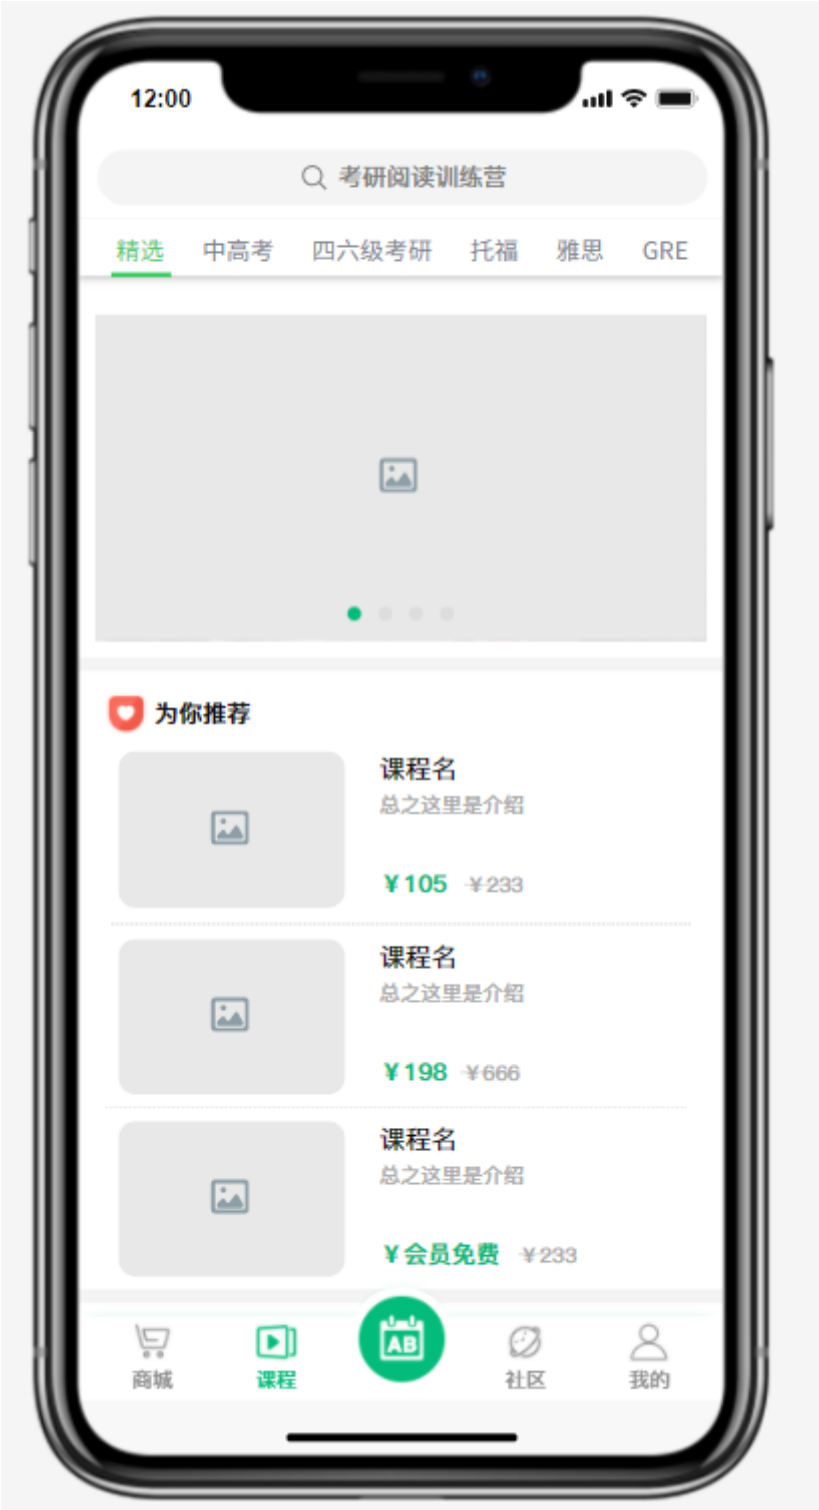 12:00
考研阅读训练营
精选 中高考 四六级考研 托福 雅思 GRE
为你推荐
课程名
总之这里是介绍
¥105 ¥233
课程名
总之这里是介绍
¥198 ¥666
课程名
总之这里是介绍
¥会员免费 ¥233
AB
商城 课程 社区 我的